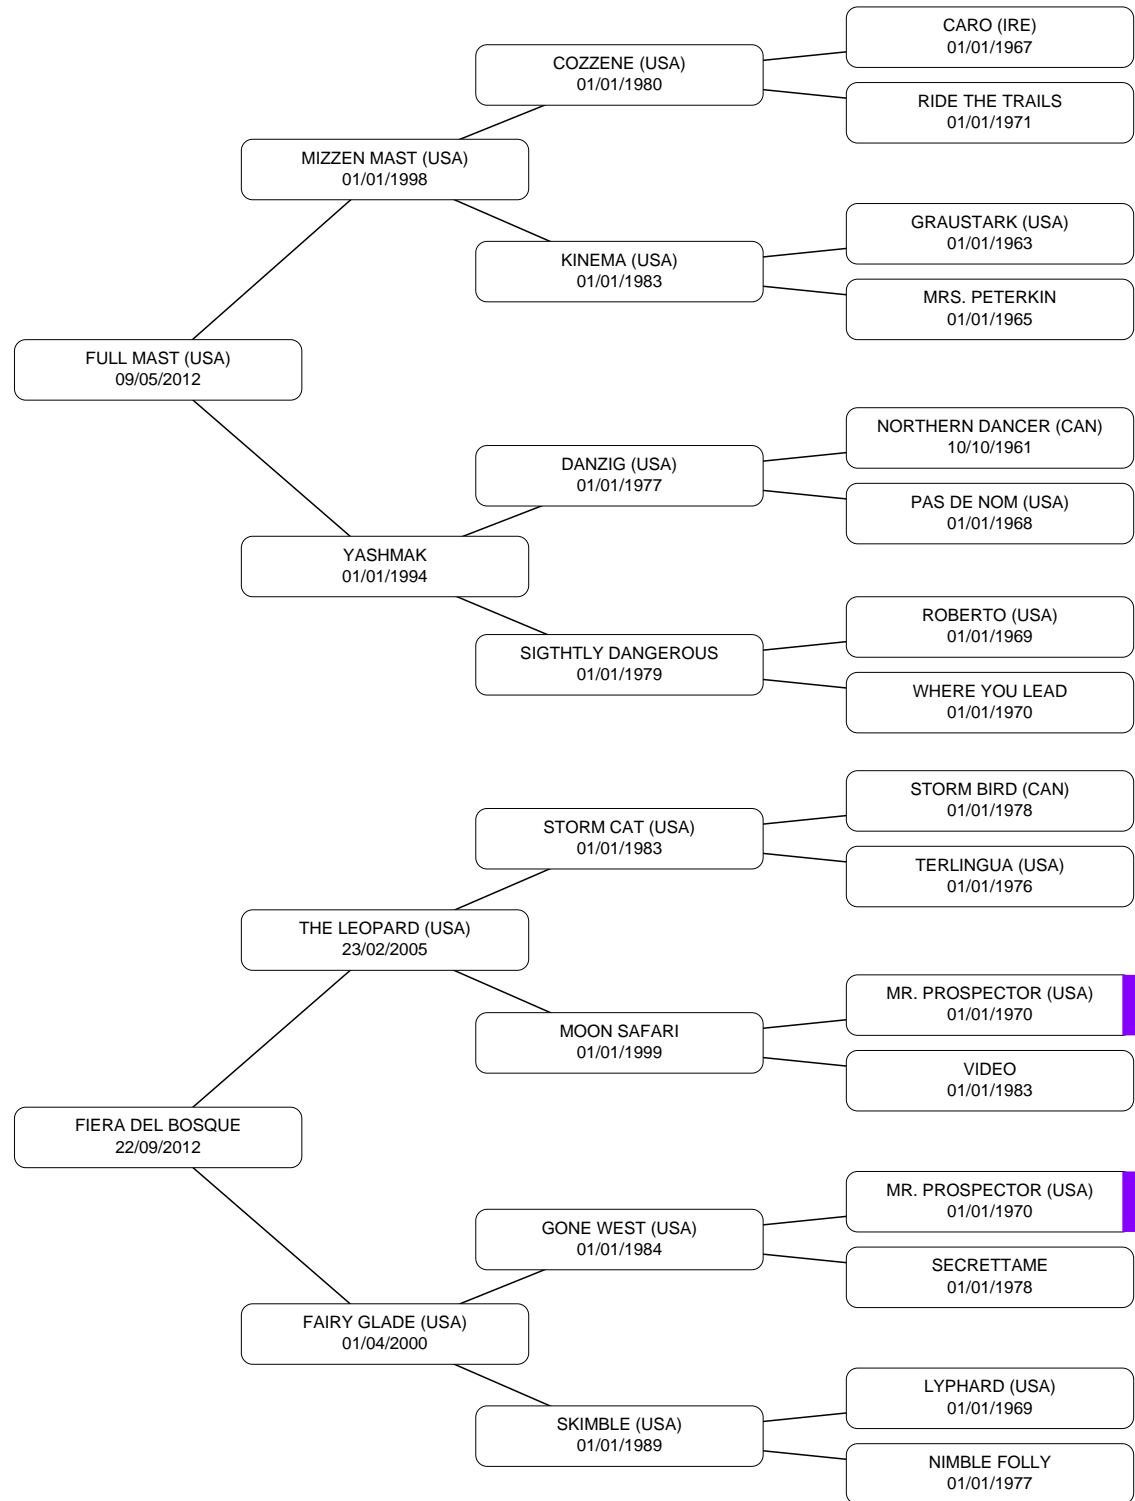 CARO (IRE)
01/01/1967
COZZENE (USA)
01/01/1980
RIDE THE TRAILS
01/01/1971
MIZZEN MAST (USA)
01/01/1998
GRAUSTARK (USA)
01/01/1963
KINEMA (USA)
01/01/1983
MRS. PETERKIN
01/01/1965
FULL MAST (USA)
09/05/2012
NORTHERN DANCER (CAN)
10/10/1961
DANZIG (USA)
01/01/1977
PAS DE NOM (USA)
01/01/1968
YASHMAK
01/01/1994
ROBERTO (USA)
01/01/1969
SIGTHTLY DANGEROUS
01/01/1979
WHERE YOU LEAD
01/01/1970
STORM BIRD (CAN)
01/01/1978
STORM CAT (USA)
01/01/1983
TERLINGUA (USA)
01/01/1976
THE LEOPARD (USA)
23/02/2005
MR. PROSPECTOR (USA)
01/01/1970
MOON SAFARI
01/01/1999
VIDEO
01/01/1983
FIERA DEL BOSQUE
22/09/2012
MR. PROSPECTOR (USA)
01/01/1970
GONE WEST (USA)
01/01/1984
SECRETTAME
01/01/1978
FAIRY GLADE (USA)
01/04/2000
LYPHARD (USA)
01/01/1969
SKIMBLE (USA)
01/01/1989
NIMBLE FOLLY
01/01/1977